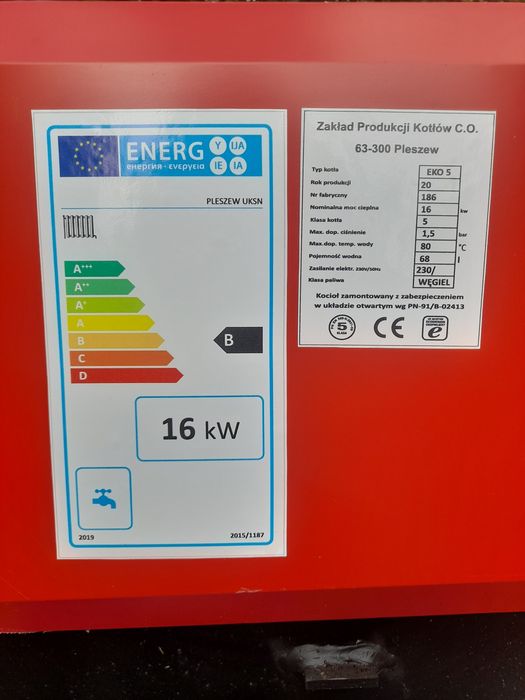 ENERG
енергия · ενεργεια
Y IJA
IE IA
PLESZEW UKSN
A+++
A++
A+
A
B
C
D
B
16 kW
2019
2015/1187
Zakład Produkcji Kotłów C.O.
63-300 Pleszew
Typ kotła EKO 5
Rok produkcji 20
Nr fabryczny 186
Nominalna moc cieplna 16 kw
Klasa kotła 5
Max. dop. ciśnienie 1,5 bar
Max.dop. temp. wody 80 °C
Pojemność wodna 68 l
Zasilanie elektr. 230V/50Hz 230/
Klasa paliwa WĘGIEL
Kocioł zamontowany z zabezpieczeniem
w układzie otwartym wg PN-91/B-02413
5
KLASA
CE
e